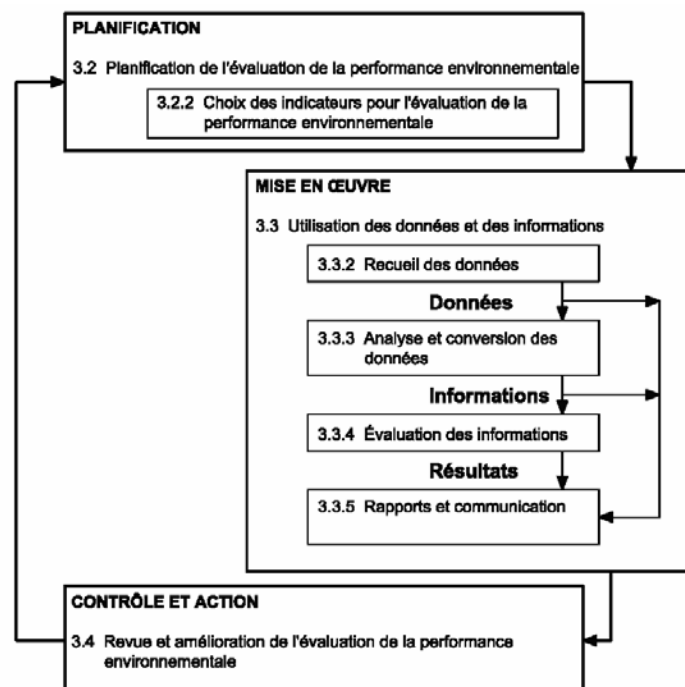 PLANIFICATION
3.2 Planification de l'évaluation de la performance environnementale
3.2.2 Choix des indicateurs pour l'évaluation de la
performance environnementale
MISE EN ŒUVRE
3.3 Utilisation des données et des informations
3.3.2 Recueil des données
Données
3.3.3 Analyse et conversion des
données
Informations
3.3.4 Évaluation des informations
Résultats
3.3.5 Rapports et communication
CONTRÔLE ET ACTION
3.4 Revue et amélioration de l'évaluation de la performance
environnementale